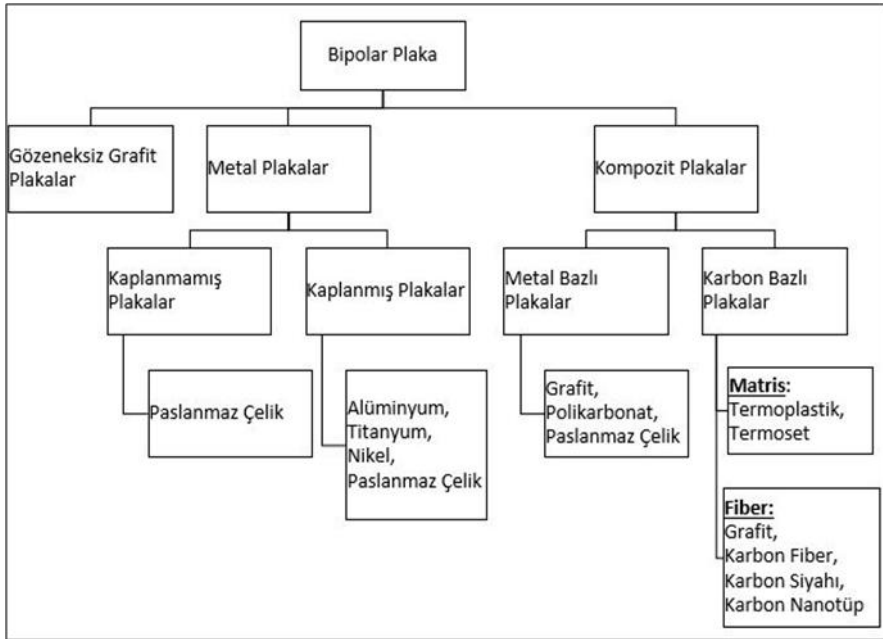 Bipolar Plaka
Gözeneksiz Grafit
Plakalar
Metal Plakalar
Kompozit Plakalar
Kaplanmamış
Plakalar
Kaplanmış Plakalar
Metal Bazlı
Plakalar
Karbon Bazlı
Plakalar
Paslanmaz Çelik
Alüminyum,
Titanyum,
Nikel,
Paslanmaz Çelik
Grafit,
Polikarbonat,
Paslanmaz Çelik
Matris:
Termoplastik,
Termoset
Fiber:
Grafit,
Karbon Fiber,
Karbon Siyahı,
Karbon Nanotüp